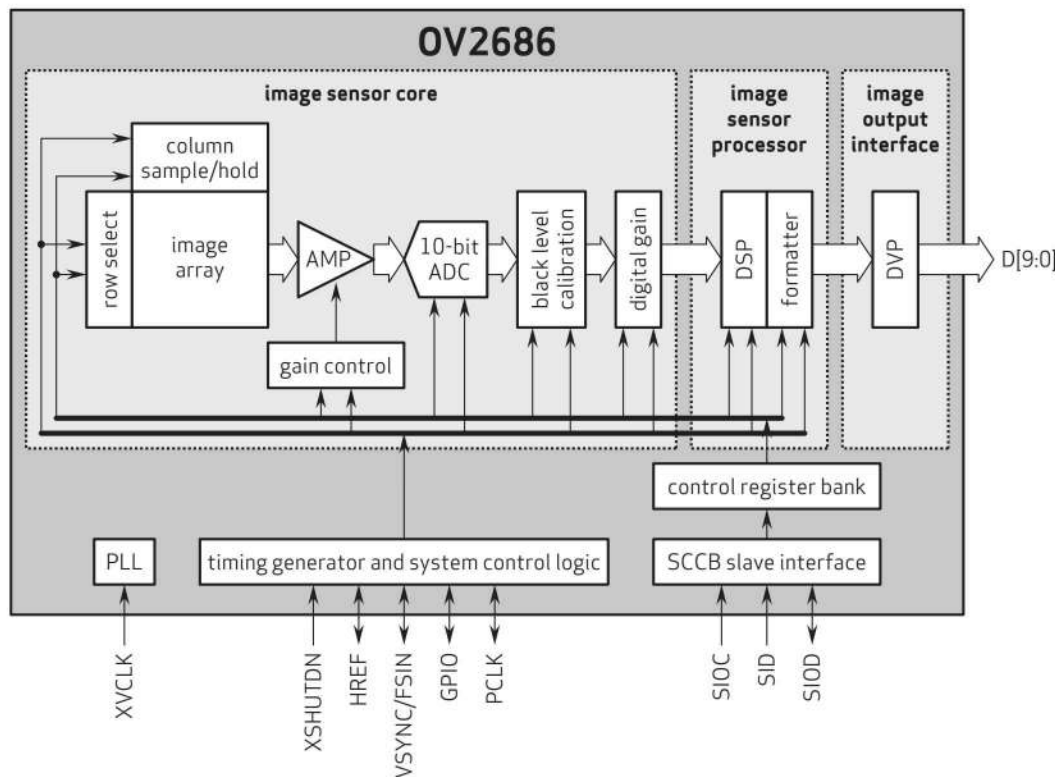 OV2686
image sensor core
image
sensor
processor
image
output
interface
column
sample/hold
row select
image
array
AMP
10-bit
ADC
black level
calibration
digital gain
DSP
formatter
DVP
D[9:0]
gain control
control register bank
PLL
timing generator and system control logic
SCCB slave interface
XVCLK
XSHUTDN
HREF
VSYNC/FSIN
GPIO
PCLK
SIOC
SID
SIOD